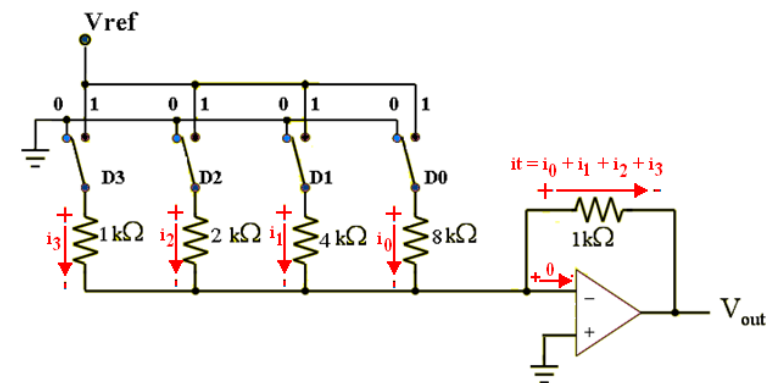 Vref
0 1 0 1 0 1 0 1
D3 D2 D1 D0
it = i0 + i1 + i2 + i3
+ -
+ + + +
i3 1kΩ i2 2 kΩ i1 4 kΩ i0 8kΩ
1kΩ
- - - -
+ 0
-
+
Vout